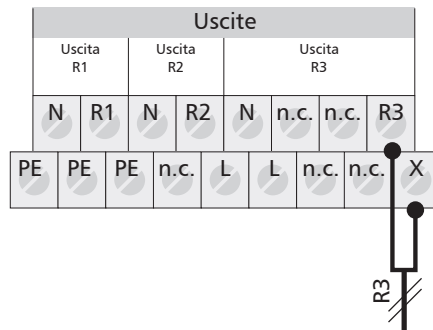 Uscite
Uscita Uscita Uscita
R1 R2 R3
N R1 N R2 N n.c. n.c. R3
PE PE PE n.c. L L n.c. n.c. X
R3